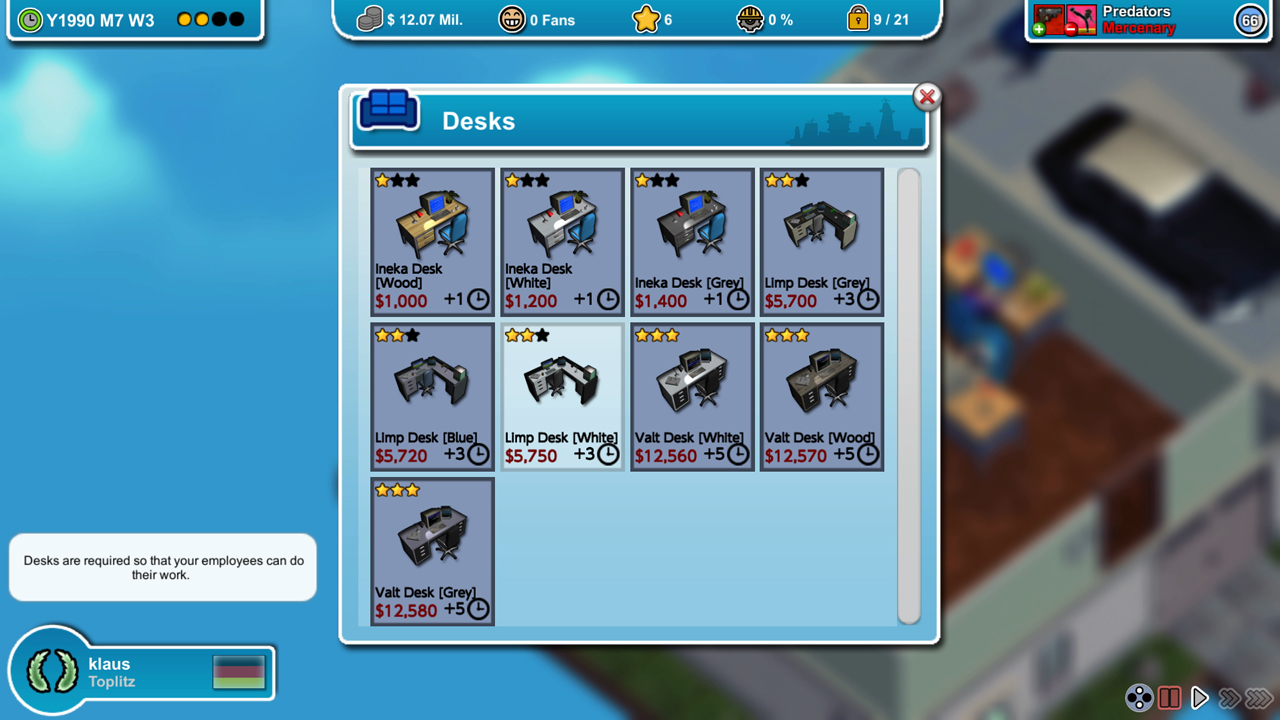 Y1990 M7 W3
$ 12.07 Mil.
0 Fans
6
0 %
9 / 21
Predators
Mercenary
66
Desks
Ineka Desk
[Wood]
$1,000 +1
Ineka Desk
[White]
$1,200 +1
Ineka Desk [Grey]
$1,400 +1
Limp Desk [Grey]
$5,700 +3
Limp Desk [Blue]
$5,720 +3
Limp Desk [White]
$5,750 +3
Valt Desk [White]
$12,560 +5
Valt Desk [Wood]
$12,570 +5
Valt Desk [Grey]
$12,580 +5
Desks are required so that your employees can do
their work.
klaus
Toplitz